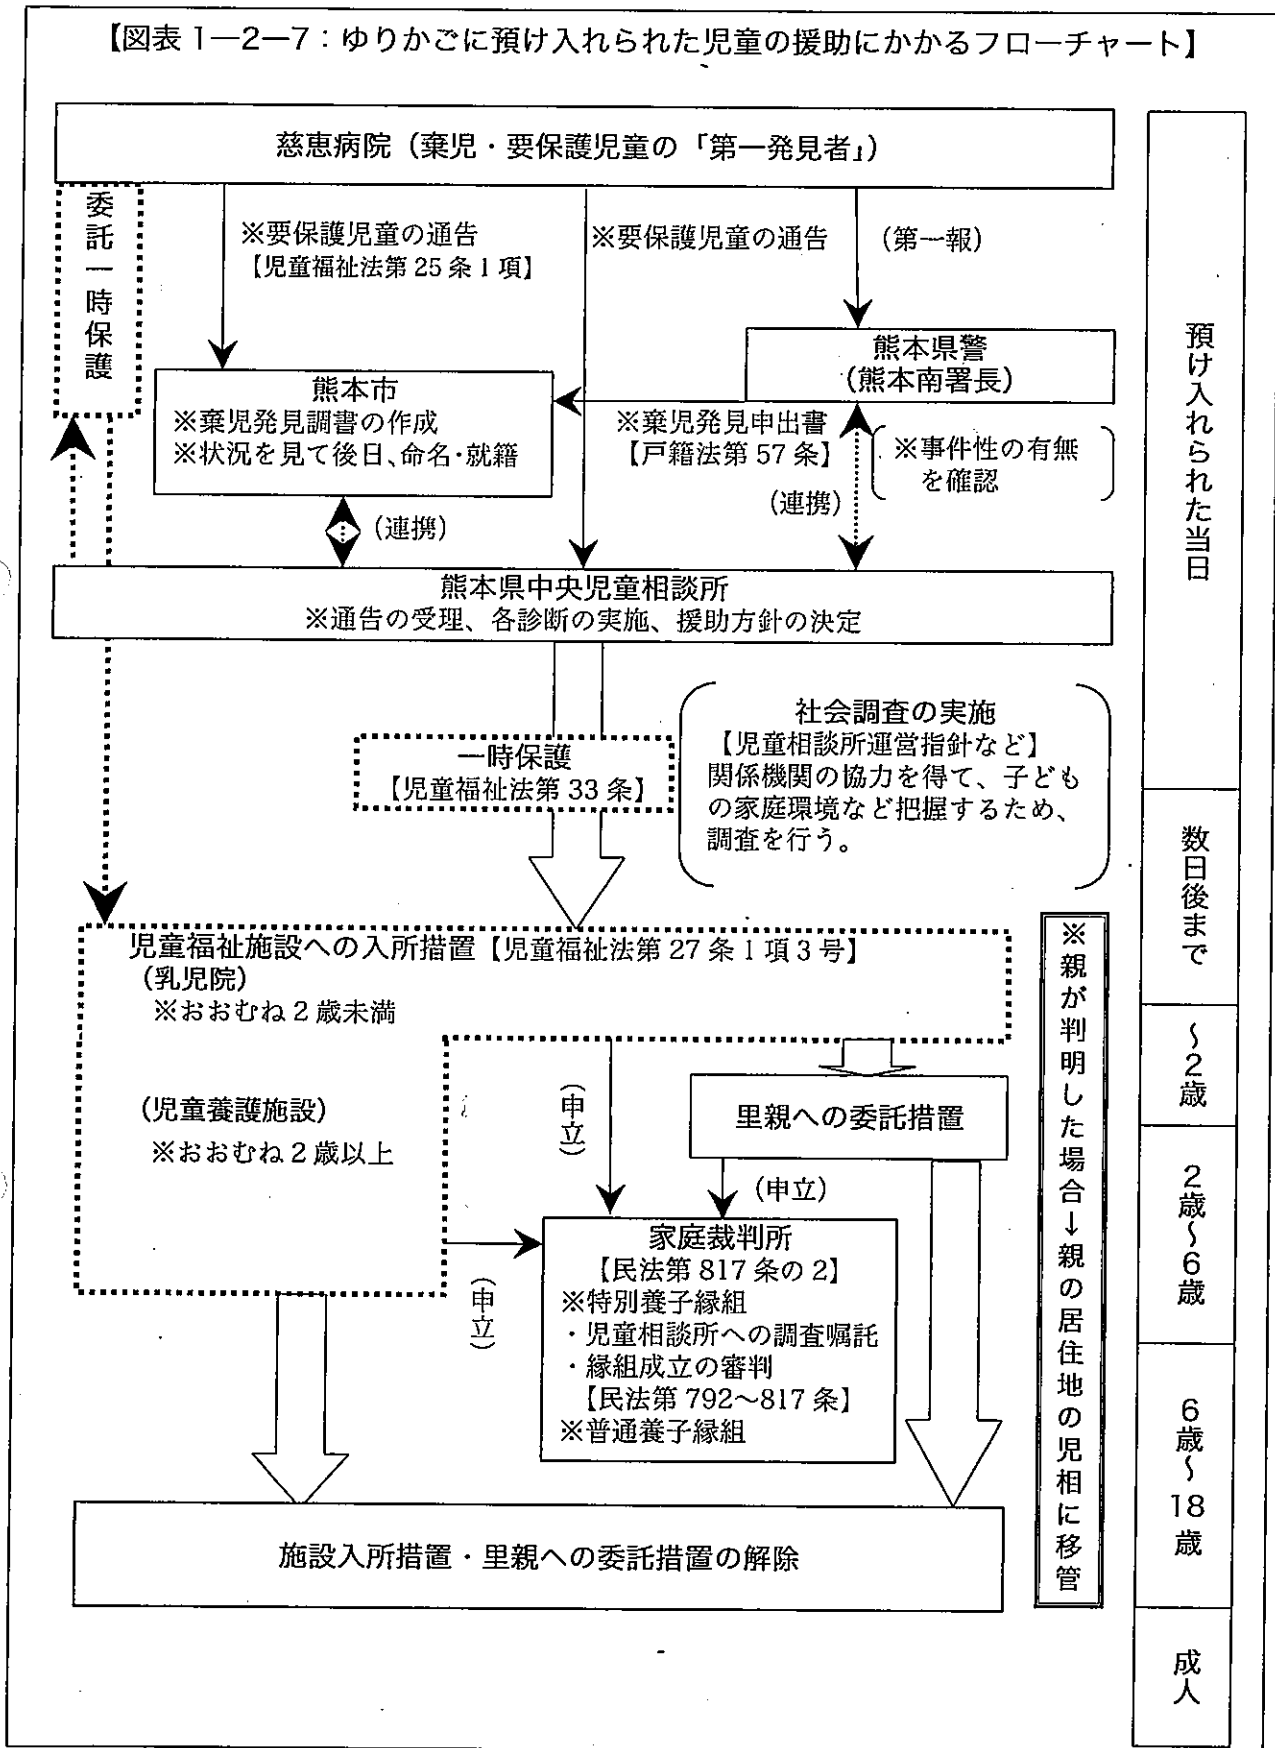 【図表 1―2―7：ゆりかごに預け入れられた児童の援助にかかるフローチャート】
慈恵病院（棄児・要保護児童の「第一発見者」）
委託一時保護
※要保護児童の通告
【児童福祉法第 25 条 1 項】
※要保護児童の通告
（第一報）
熊本県警
（熊本南署長）
熊本市
※棄児発見調書の作成
※状況を見て後日、命名・就籍
※棄児発見申出書
【戸籍法第 57 条】
※事件性の有無
を確認
（連携）
（連携）
熊本県中央児童相談所
※通告の受理、各診断の実施、援助方針の決定
一時保護
【児童福祉法第 33 条】
社会調査の実施
【児童相談所運営指針など】
関係機関の協力を得て、子ども
の家庭環境など把握するため、
調査を行う。
児童福祉施設への入所措置【児童福祉法第 27 条 1 項 3 号】
（乳児院）
※おおむね 2 歳未満
（児童養護施設）
※おおむね 2 歳以上
（申立）
里親への委託措置
（申立）
（申立）
家庭裁判所
【民法第 817 条の 2】
※特別養子縁組
・児童相談所への調査嘱託
・縁組成立の審判
【民法第 792～817 条】
※普通養子縁組
施設入所措置・里親への委託措置の解除
※親が判明した場合→親の居住地の児相に移管
預け入れられた当日
数日後まで
～2歳
2歳～6歳
6歳～18歳
成人